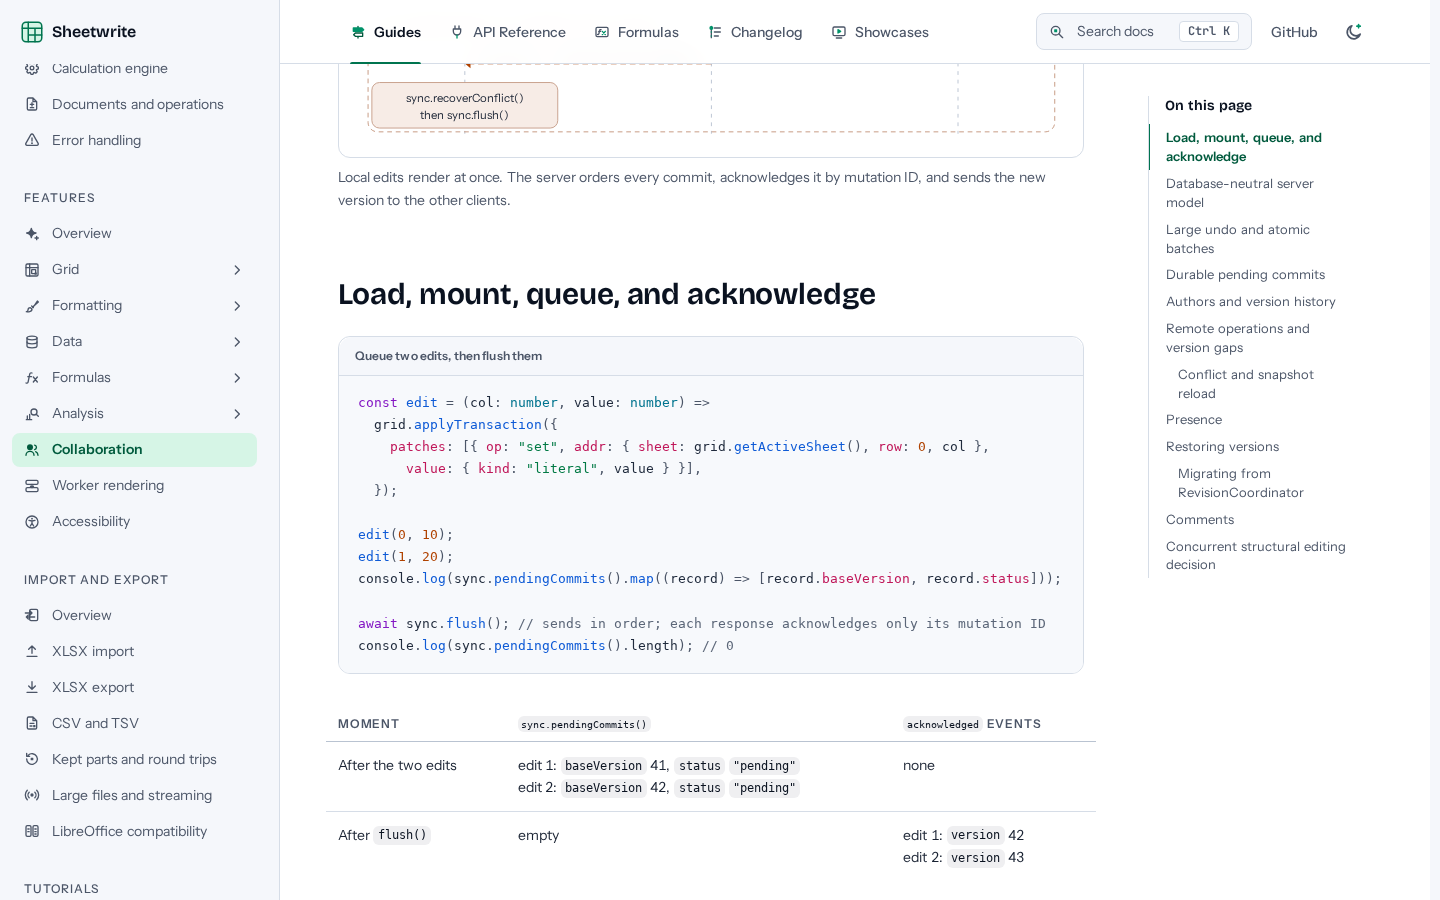 Sheetwrite
Guides
API Reference
Formulas
Changelog
Showcases
Search docs
Ctrl K
GitHub
Calculation engine
Documents and operations
Error handling
FEATURES
Overview
Grid
Formatting
Data
Formulas
Analysis
Collaboration
Worker rendering
Accessibility
IMPORT AND EXPORT
Overview
XLSX import
XLSX export
CSV and TSV
Kept parts and round trips
Large files and streaming
LibreOffice compatibility
TUTORIALS
sync.recoverConflict()
then sync.flush()
Local edits render at once. The server orders every commit, acknowledges it by mutation ID, and sends the new
version to the other clients.
Load, mount, queue, and acknowledge
Queue two edits, then flush them
const edit = (col: number, value: number) =>
  grid.applyTransaction({
    patches: [{ op: "set", addr: { sheet: grid.getActiveSheet(), row: 0, col },
      value: { kind: "literal", value } }],
  });
edit(0, 10);
edit(1, 20);
console.log(sync.pendingCommits().map((record) => [record.baseVersion, record.status]));
await sync.flush(); // sends in order; each response acknowledges only its mutation ID
console.log(sync.pendingCommits().length); // 0
MOMENT sync.pendingCommits() acknowledged EVENTS
After the two edits edit 1: baseVersion 41, status "pending" none
edit 2: baseVersion 42, status "pending"
After flush() empty edit 1: version 42
edit 2: version 43
On this page
Load, mount, queue, and
acknowledge
Database-neutral server
model
Large undo and atomic
batches
Durable pending commits
Authors and version history
Remote operations and
version gaps
Conflict and snapshot
reload
Presence
Restoring versions
Migrating from
RevisionCoordinator
Comments
Concurrent structural editing
decision